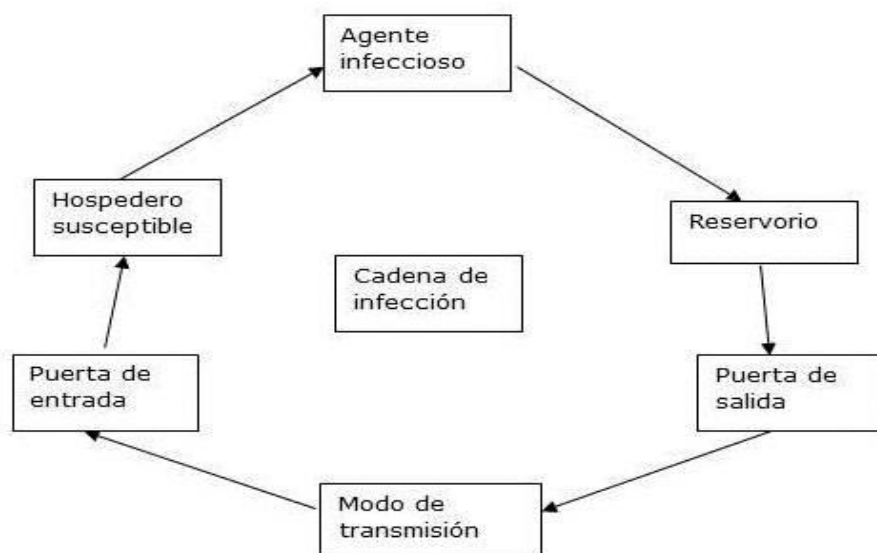 Agente
infeccioso
Hospedero
susceptible
Reservorio
Cadena de
infección
Puerta de
entrada
Puerta de
salida
Modo de
transmisión